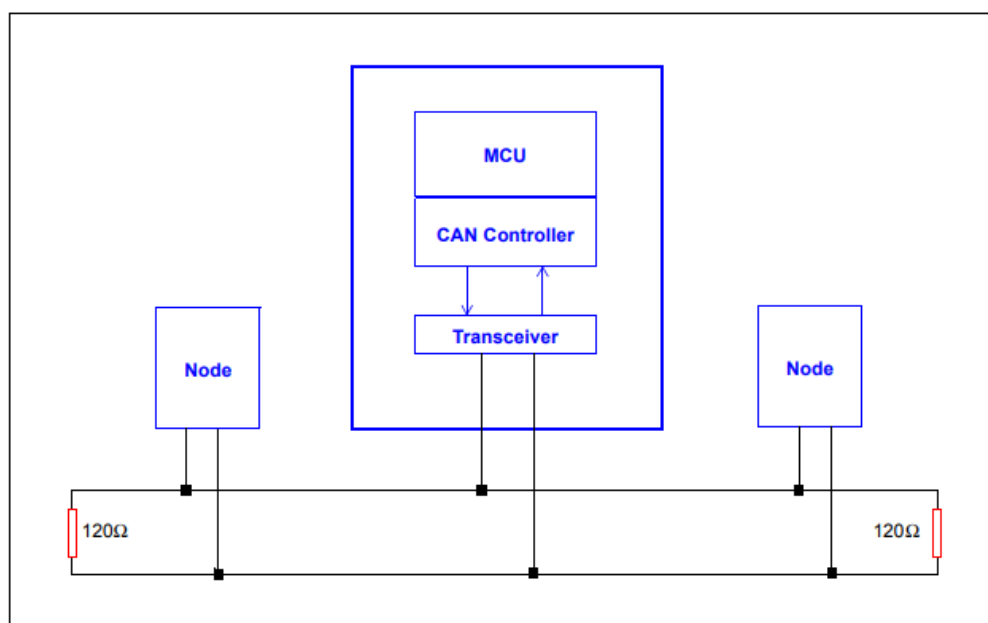 MCU
CAN Controller
Transceiver
Node
Node
120Ω
120Ω